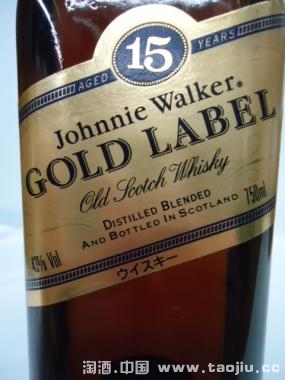 AGED 15 YEARS
Johnnie Walker.
GOLD LABEL
Old Scotch Whisky
DISTILLED BLENDED
AND BOTTLED IN SCOTLAND
43% Vol
750ml
ウイスキー
淘酒.中国 www.taojiu.cc